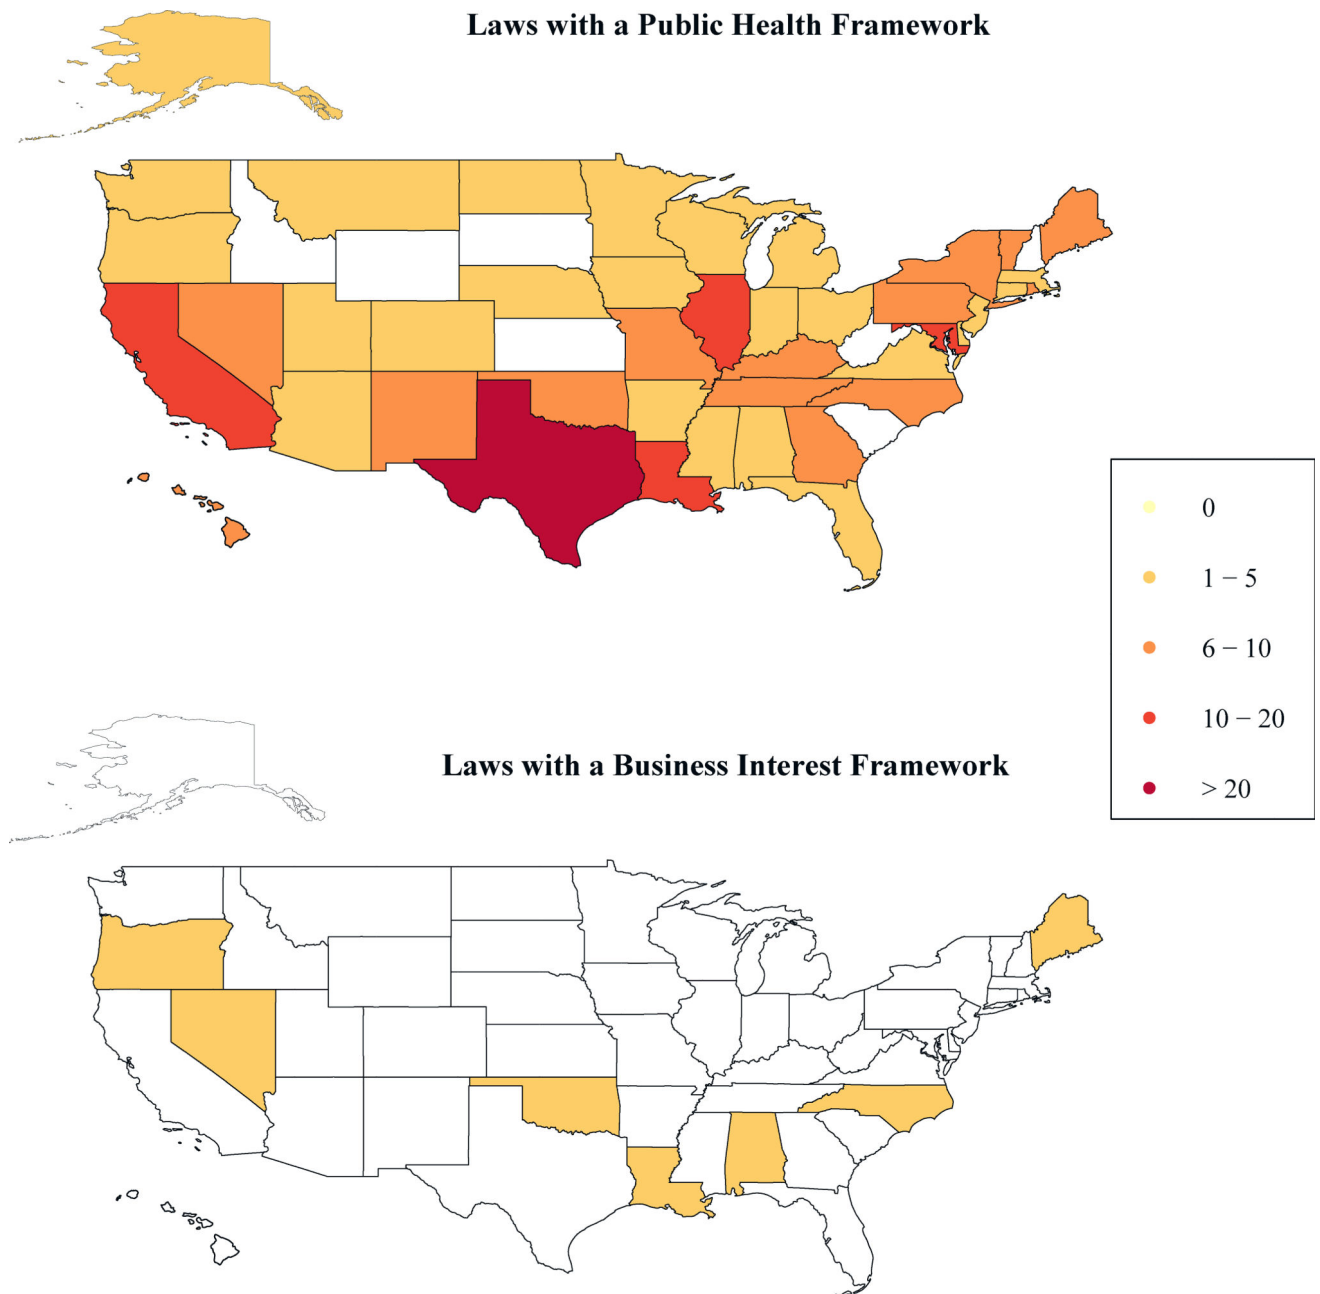 Laws with a Public Health Framework
0
1 − 5
6 − 10
10 − 20
> 20
Laws with a Business Interest Framework